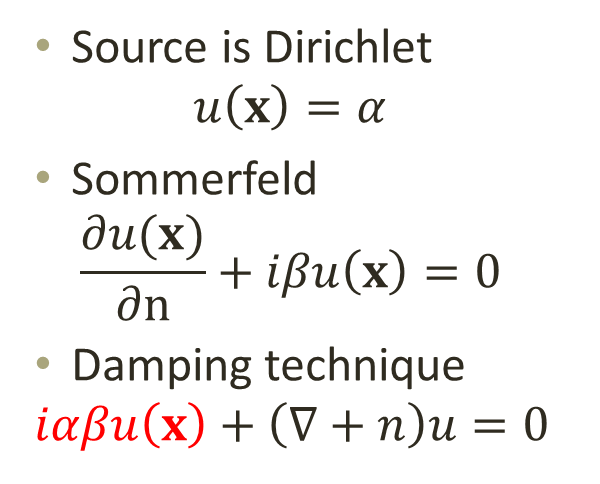 • Source is Dirichlet
u(𝐱) = α
• Sommerfeld
∂u(𝐱)/∂n + iβu(𝐱) = 0
• Damping technique
iαβu(𝐱) + (∇ + n)u = 0